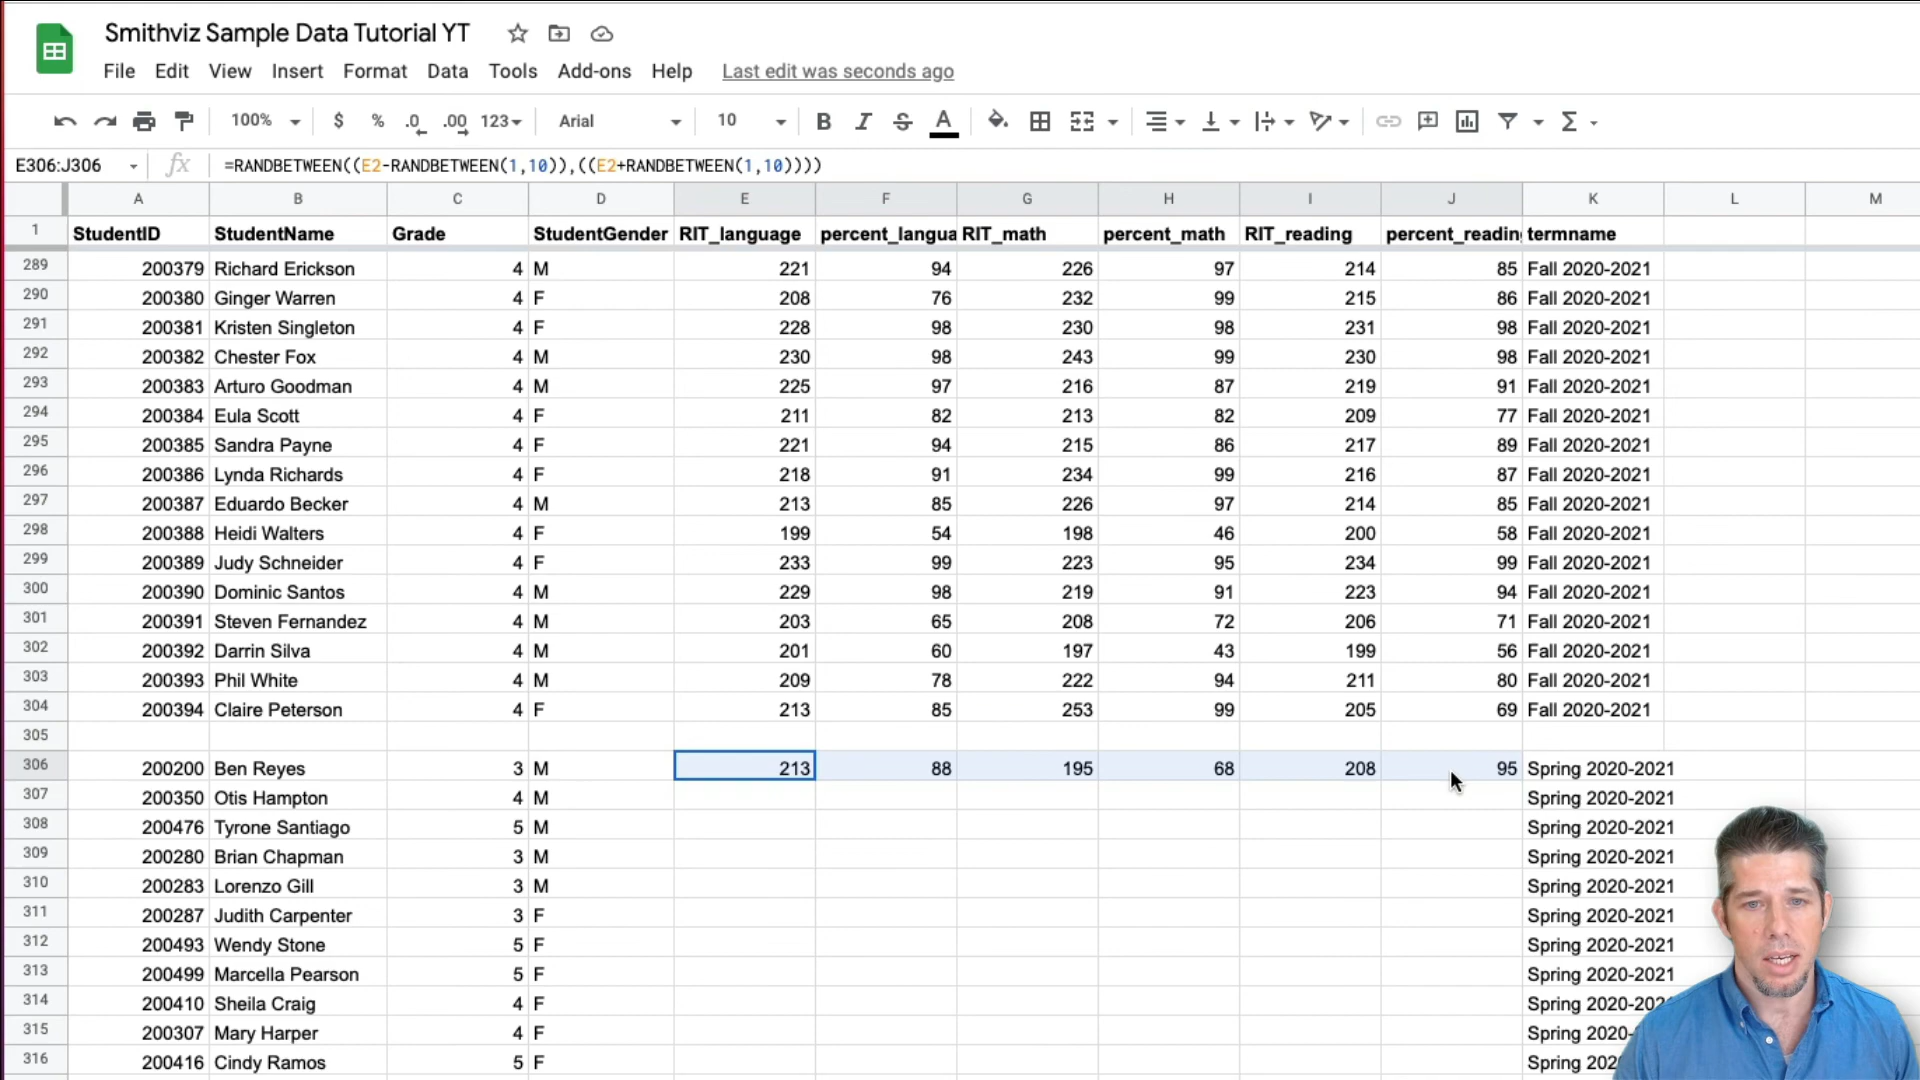 Smithviz Sample Data Tutorial YT
File Edit View Insert Format Data Tools Add-ons Help Last edit was seconds ago
100% $ % .0 .00 123 Arial 10 B I S A Σ
E306:J306 fx =RANDBETWEEN((E2-RANDBETWEEN(1,10)),((E2+RANDBETWEEN(1,10))))
A B C D E F G H I J K L M
1 StudentID StudentName Grade StudentGender RIT_language percent_langua RIT_math percent_math RIT_reading percent_reading termname
289 200379 Richard Erickson 4 M 221 94 226 97 214 85 Fall 2020-2021
290 200380 Ginger Warren 4 F 208 76 232 99 215 86 Fall 2020-2021
291 200381 Kristen Singleton 4 F 228 98 230 98 231 98 Fall 2020-2021
292 200382 Chester Fox 4 M 230 98 243 99 230 98 Fall 2020-2021
293 200383 Arturo Goodman 4 M 225 97 216 87 219 91 Fall 2020-2021
294 200384 Eula Scott 4 F 211 82 213 82 209 77 Fall 2020-2021
295 200385 Sandra Payne 4 F 221 94 215 86 217 89 Fall 2020-2021
296 200386 Lynda Richards 4 F 218 91 234 99 216 87 Fall 2020-2021
297 200387 Eduardo Becker 4 M 213 85 226 97 214 85 Fall 2020-2021
298 200388 Heidi Walters 4 F 199 54 198 46 200 58 Fall 2020-2021
299 200389 Judy Schneider 4 F 233 99 223 95 234 99 Fall 2020-2021
300 200390 Dominic Santos 4 M 229 98 219 91 223 94 Fall 2020-2021
301 200391 Steven Fernandez 4 M 203 65 208 72 206 71 Fall 2020-2021
302 200392 Darrin Silva 4 M 201 60 197 43 199 56 Fall 2020-2021
303 200393 Phil White 4 M 209 78 222 94 211 80 Fall 2020-2021
304 200394 Claire Peterson 4 F 213 85 253 99 205 69 Fall 2020-2021
305
306 200200 Ben Reyes 3 M 213 88 195 68 208 95 Spring 2020-2021
307 200350 Otis Hampton 4 M Spring 2020-2021
308 200476 Tyrone Santiago 5 M Spring 2020-2021
309 200280 Brian Chapman 3 M Spring 2020-2021
310 200283 Lorenzo Gill 3 M Spring 2020-2021
311 200287 Judith Carpenter 3 F Spring 2020-2021
312 200493 Wendy Stone 5 F Spring 2020-2021
313 200499 Marcella Pearson 5 F Spring 2020-2021
314 200410 Sheila Craig 4 F Spring 2020-202
315 200307 Mary Harper 4 F Spring 2020-
316 200416 Cindy Ramos 5 F Spring 202